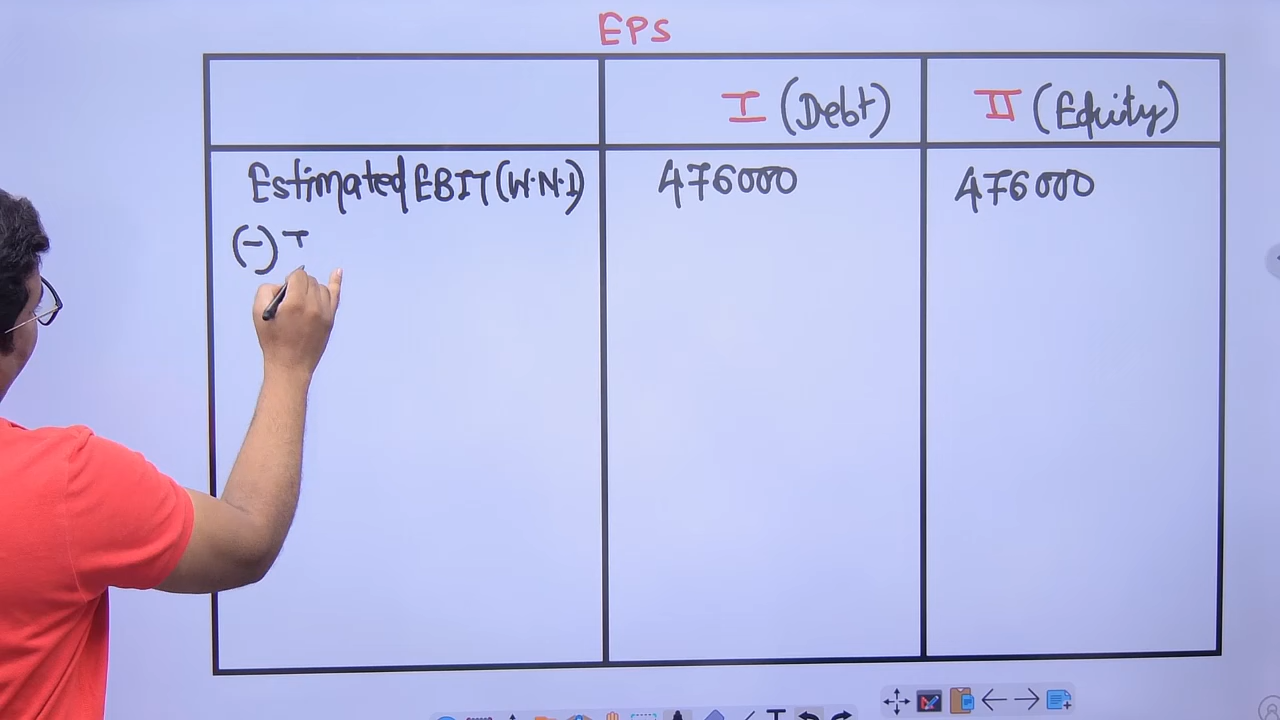 EPS
I (Debt) II (Equity)
Estimated EBIT (W.N.1) 476000 476000
(-)